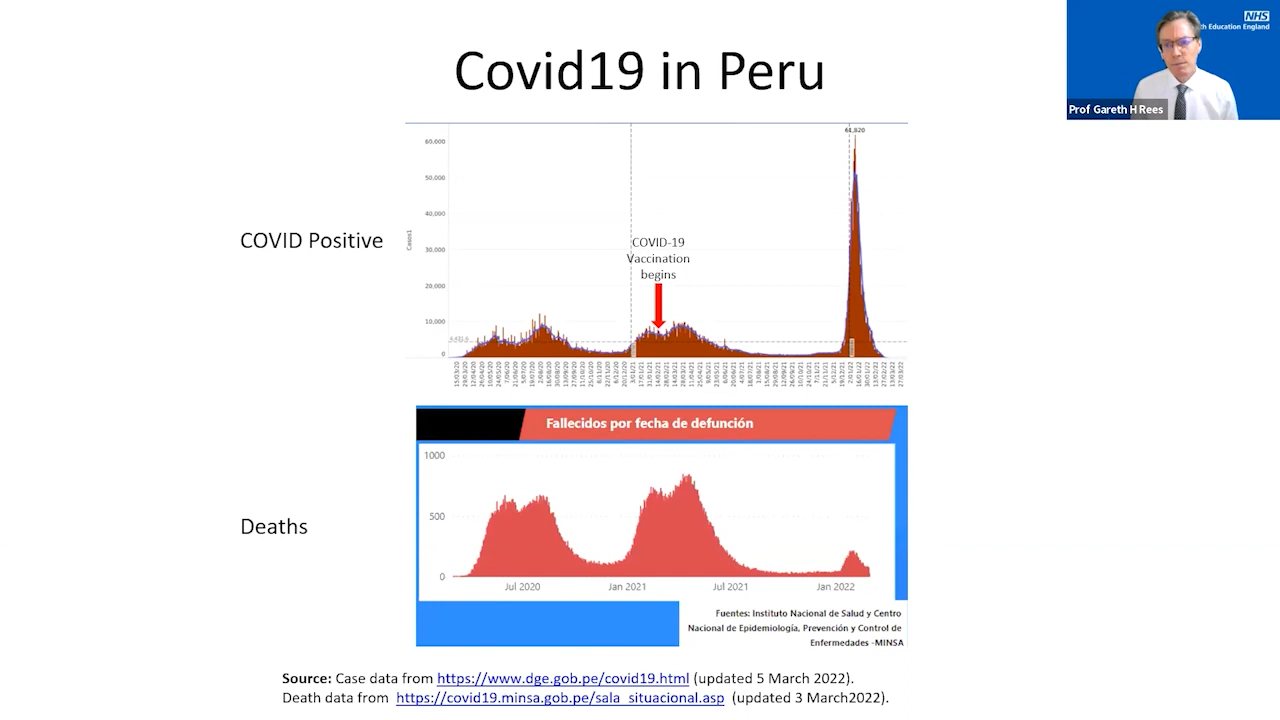 Covid19 in Peru
NHS
th Education England
Prof Gareth H Rees
COVID Positive
61,820
60,000
50,000
40,000
30,000
20,000
10,000
0
Casos1
COVID-19
Vaccination
begins
Fallecidos por fecha de defunción
1000
500
0
Jul 2020
Jan 2021
Jul 2021
Jan 2022
Deaths
Fuentes: Instituto Nacional de Salud y Centro
Nacional de Epidemiología, Prevención y Control de
Enfermedades -MINSA
Source: Case data from https://www.dge.gob.pe/covid19.html (updated 5 March 2022).
Death data from https://covid19.minsa.gob.pe/sala_situacional.asp (updated 3 March2022).